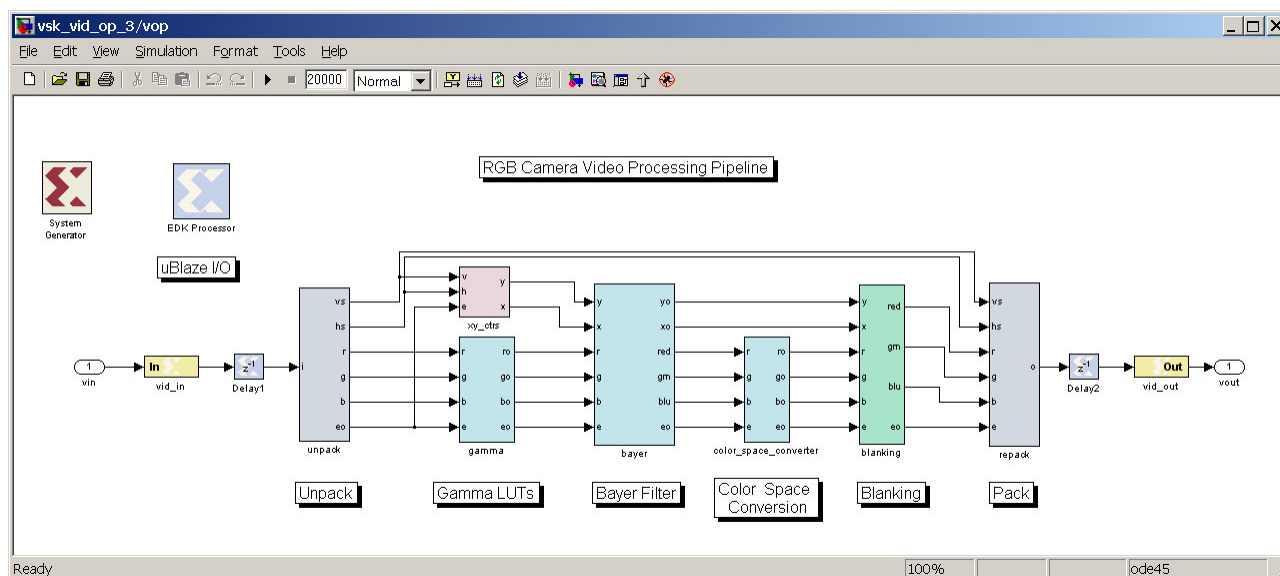 vsk_vid_op_3/vop
File Edit View Simulation Format Tools Help
20000 Normal
RGB Camera Video Processing Pipeline
System
Generator
EDK Processor
uBlaze I/O
1
vin
In
vid_in
z-1
Delay1
i
vs
hs
r
g
b
eo
unpack
v
h
e
y
x
xy_ctrs
r
g
b
e
ro
go
bo
eo
gamma
y
x
r
g
b
e
yo
xo
red
grn
blu
eo
bayer
r
g
b
e
ro
go
bo
eo
color_space_converter
y
x
r
g
b
e
red
grn
blu
eo
blanking
vs
hs
r
g
b
e
o
repack
z-1
Delay2
Out
vid_out
1
vout
Unpack
Gamma LUTs
Bayer Filter
Color Space
Conversion
Blanking
Pack
Ready 100% ode45